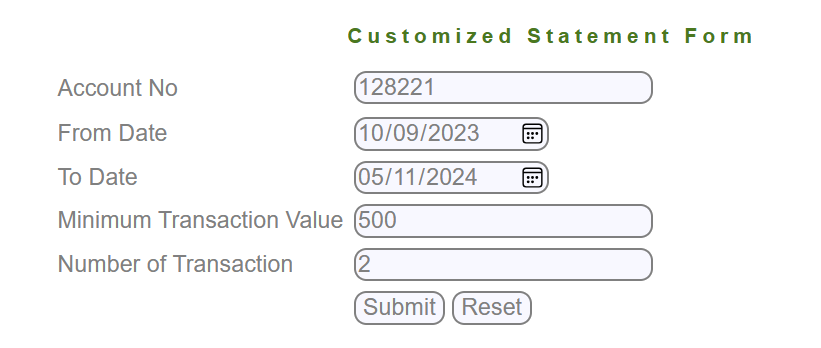 Customized Statement Form
Account No 128221
From Date 10/09/2023
To Date 05/11/2024
Minimum Transaction Value 500
Number of Transaction 2
Submit Reset